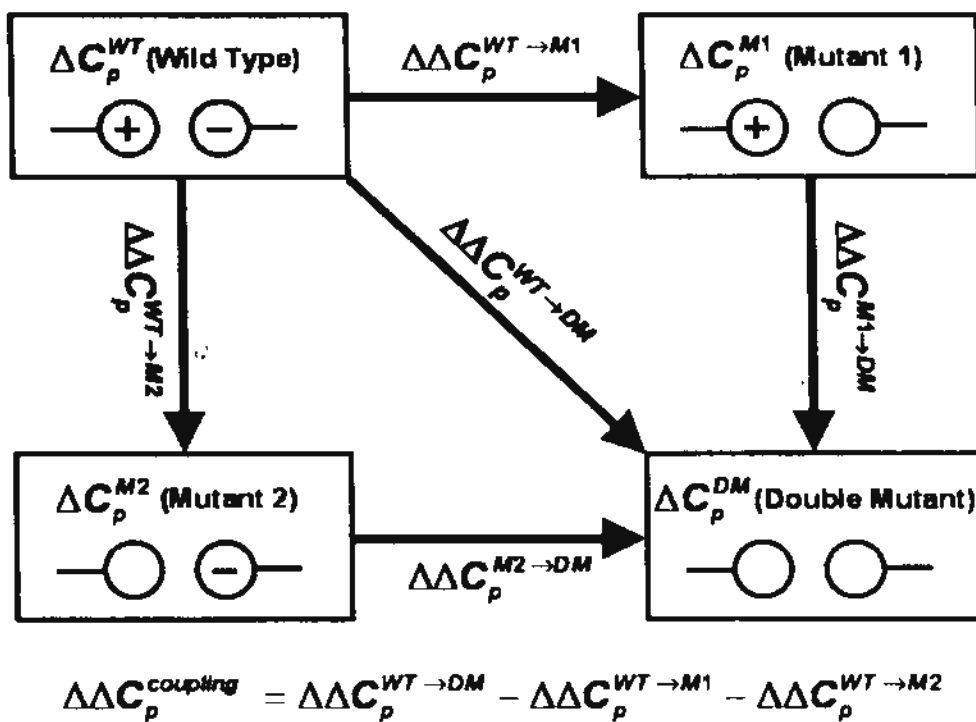 ΔC_p^WT (Wild Type)
ΔΔC_p^WT→M1
ΔC_p^M1 (Mutant 1)
+ −
+
ΔΔC_p^WT→M2
ΔΔC_p^WT→DM
ΔΔC_p^M1→DM
ΔC_p^M2 (Mutant 2)
ΔΔC_p^M2→DM
ΔC_p^DM (Double Mutant)
−
ΔΔC_p^coupling = ΔΔC_p^WT→DM − ΔΔC_p^WT→M1 − ΔΔC_p^WT→M2